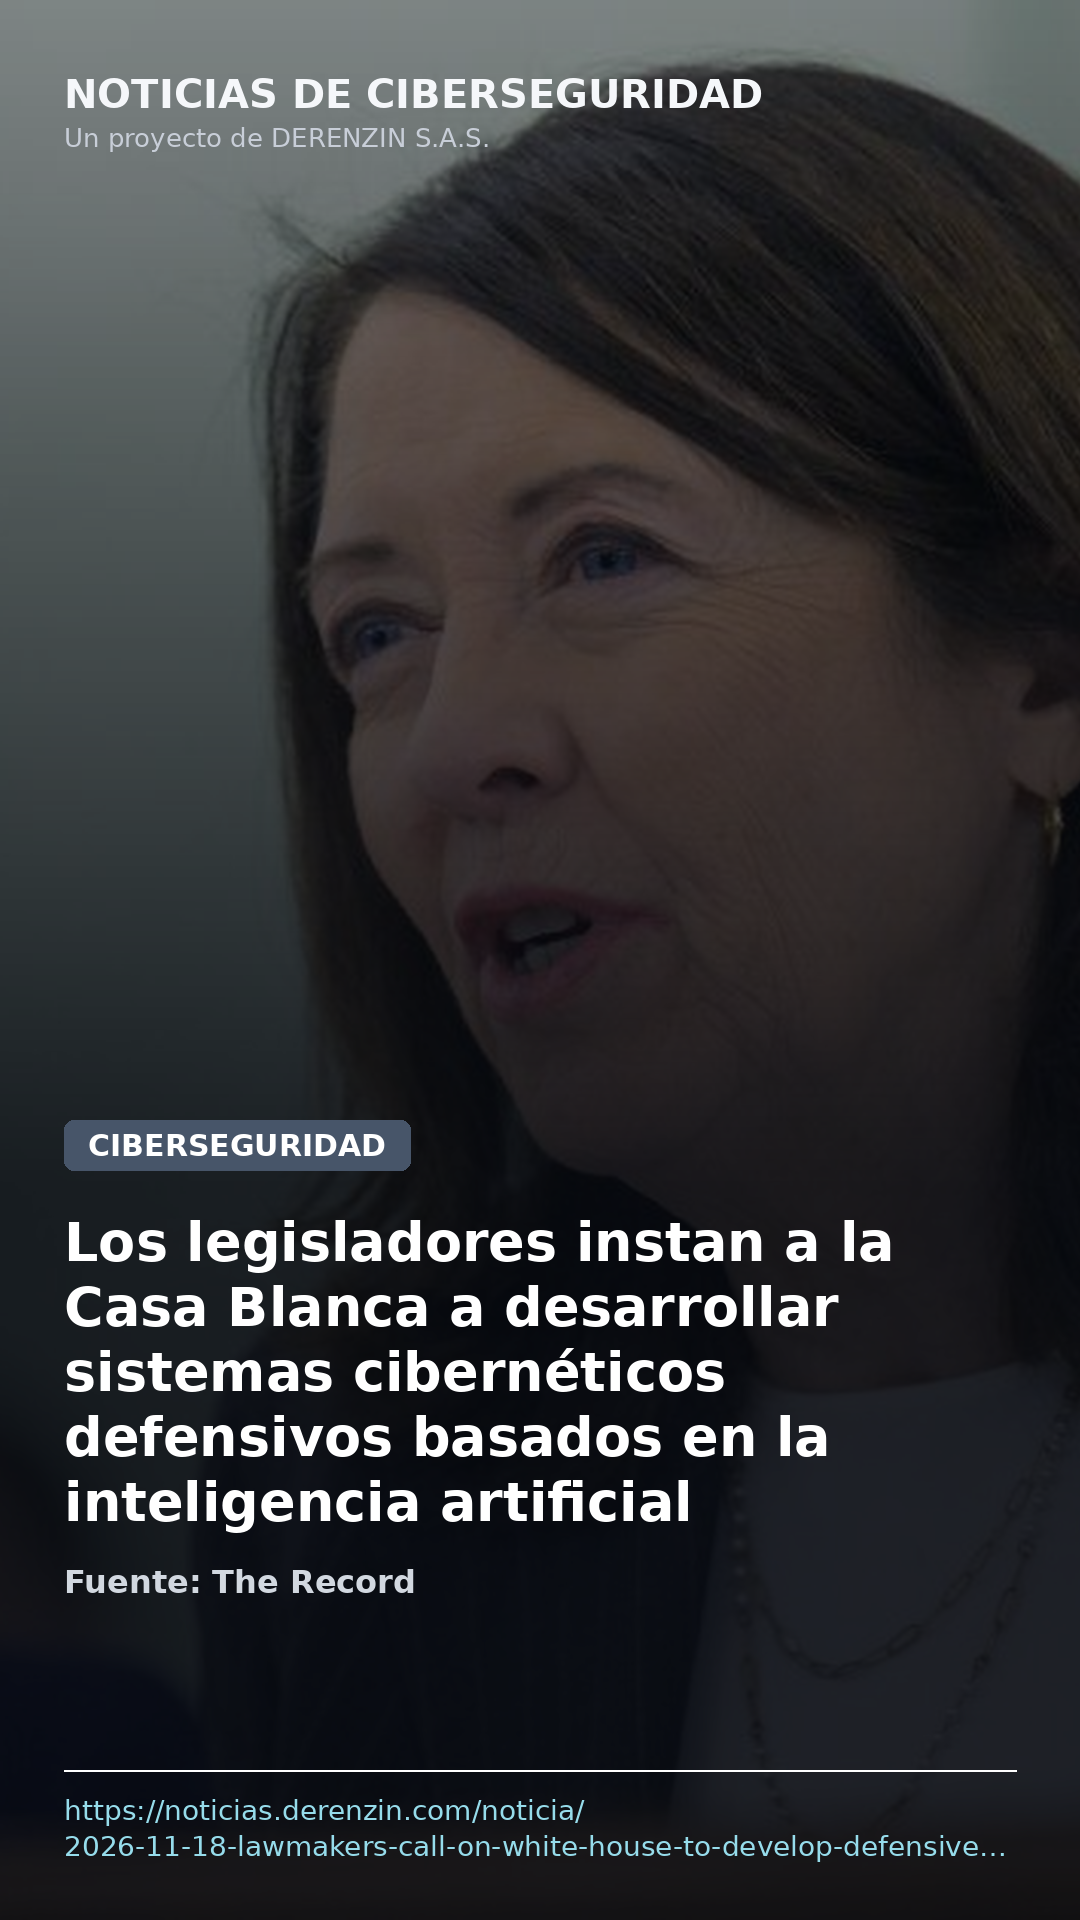 NOTICIAS DE CIBERSEGURIDAD
Un proyecto de DERENZIN S.A.S.
CIBERSEGURIDAD
Los legisladores instan a la
Casa Blanca a desarrollar
sistemas cibernéticos
defensivos basados en la
inteligencia artificial
Fuente: The Record
https://noticias.derenzin.com/noticia/
2026-11-18-lawmakers-call-on-white-house-to-develop-defensive...